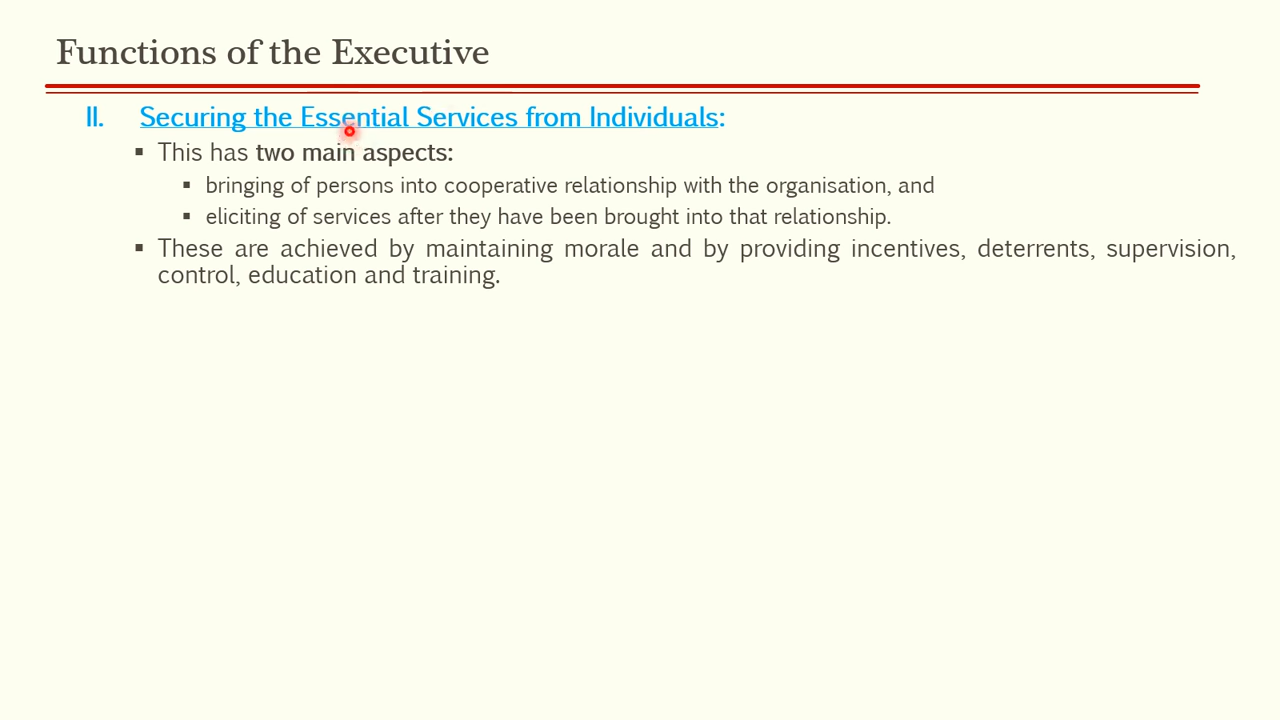 Functions of the Executive
II. Securing the Essential Services from Individuals:
▪ This has two main aspects:
▪ bringing of persons into cooperative relationship with the organisation, and
▪ eliciting of services after they have been brought into that relationship.
▪ These are achieved by maintaining morale and by providing incentives, deterrents, supervision,
control, education and training.